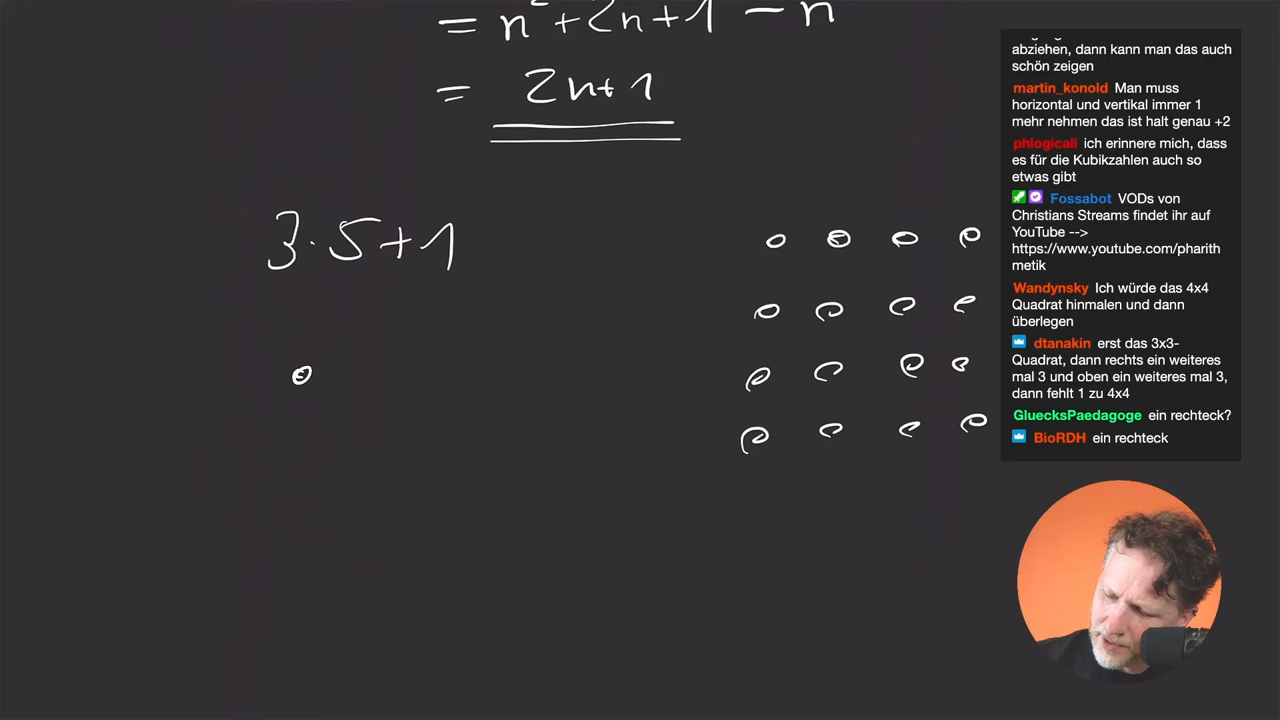 = n² + 2n + 1 − n
= 2n+1
3·5+1
abziehen, dann kann man das auch
schön zeigen
martin_konold Man muss
horizontal und vertikal immer 1
mehr nehmen das ist halt genau +2
phlogicali ich erinnere mich, dass
es für die Kubikzahlen auch so
etwas gibt
Fossabot VODs von
Christians Streams findet ihr auf
YouTube -->
https://www.youtube.com/pharith
metik
Wandynsky Ich würde das 4x4
Quadrat hinmalen und dann
überlegen
dtanakin erst das 3x3-
Quadrat, dann rechts ein weiteres
mal 3 und oben ein weiteres mal 3,
dann fehlt 1 zu 4x4
GluecksPaedagoge ein rechteck?
BioRDH ein rechteck